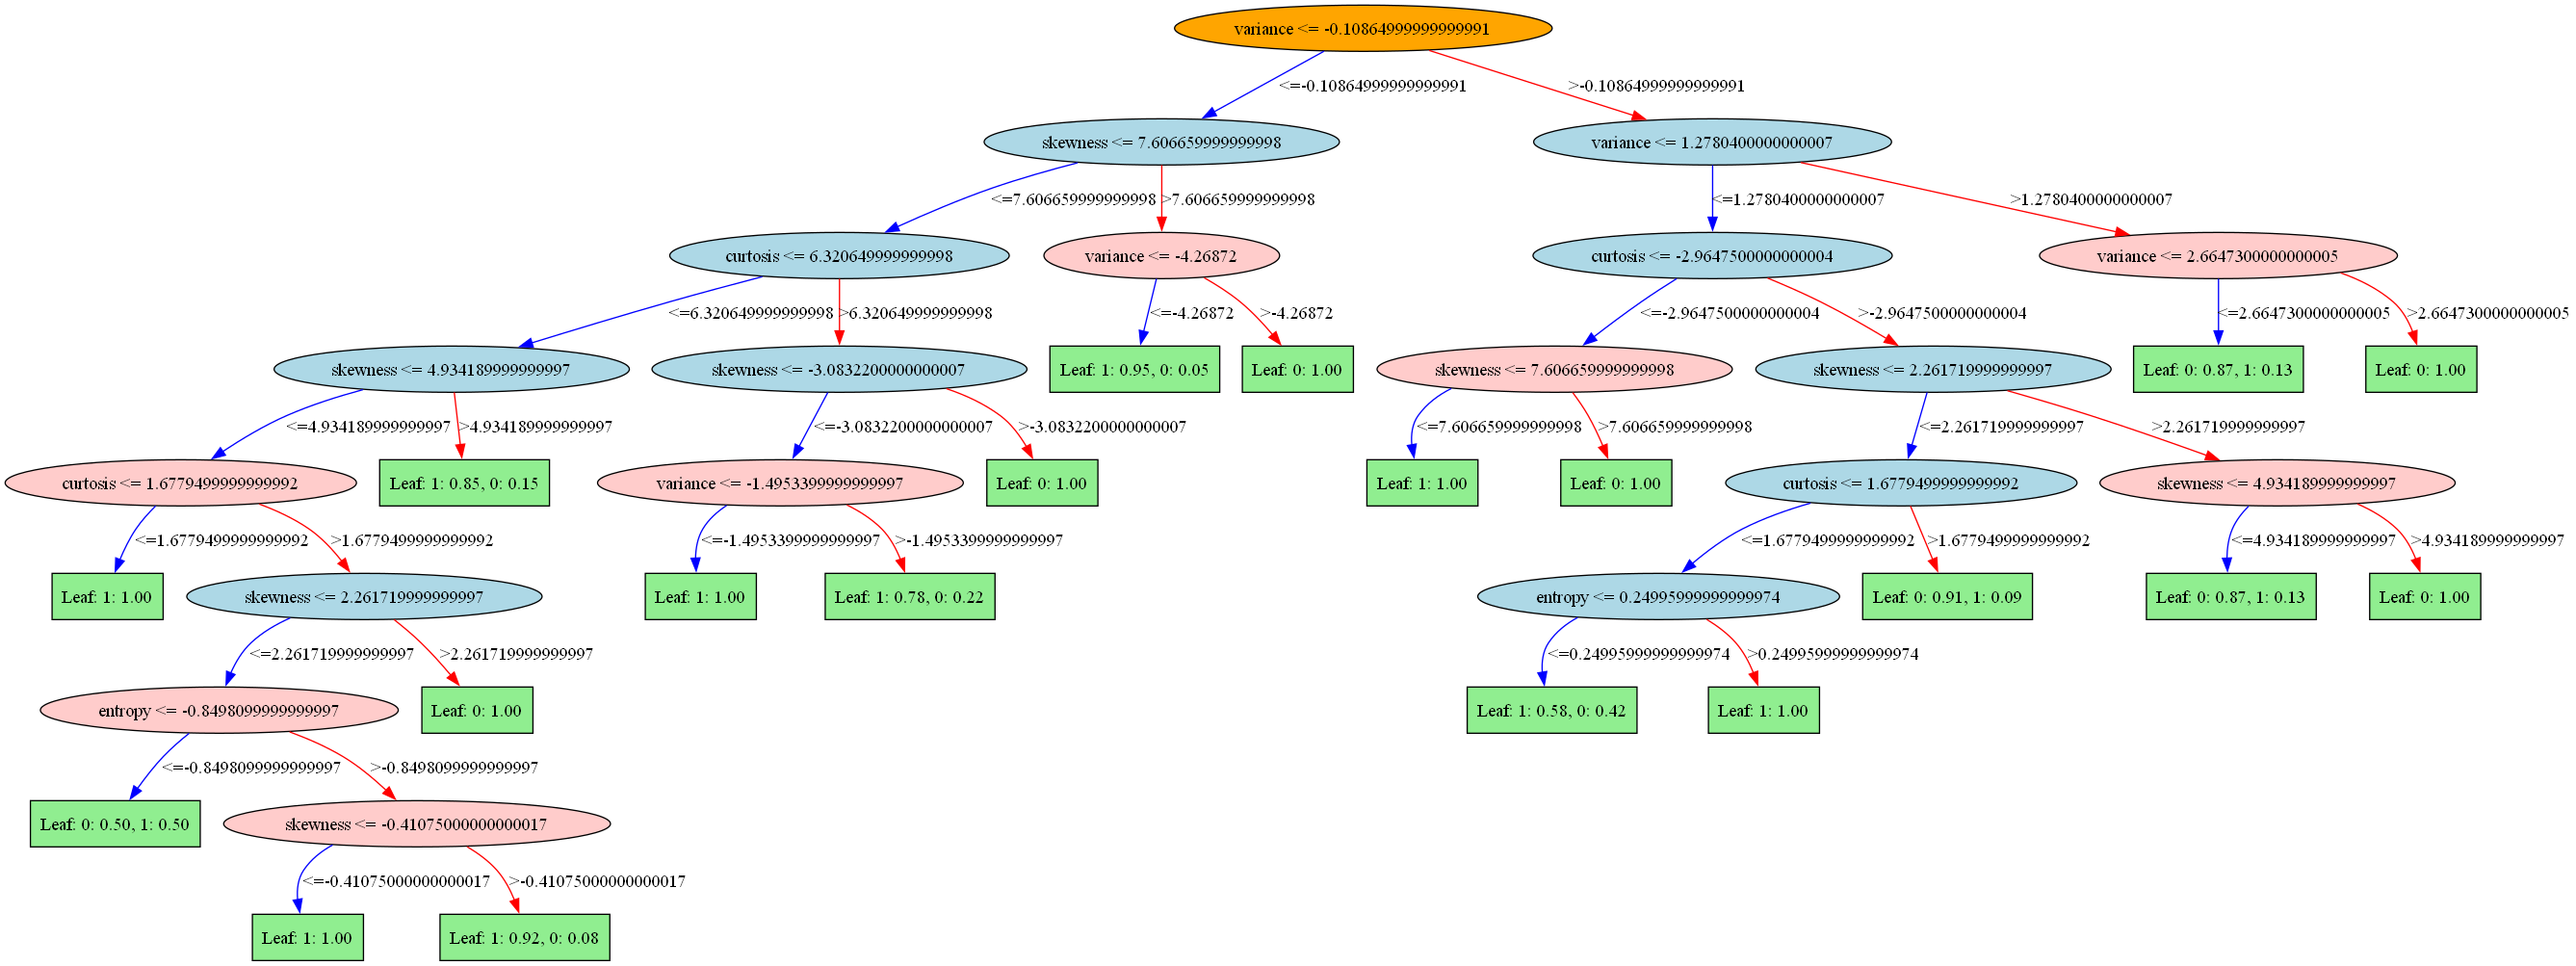 variance <= -0.10864999999999991
<=-0.10864999999999991
>-0.10864999999999991
skewness <= 7.606659999999998
variance <= 1.2780400000000007
<=7.606659999999998
>7.606659999999998
<=1.2780400000000007
>1.2780400000000007
curtosis <= 6.320649999999998
variance <= -4.26872
curtosis <= -2.9647500000000004
variance <= 2.6647300000000005
<=6.320649999999998
>6.320649999999998
<=-4.26872
>-4.26872
<=-2.9647500000000004
>-2.9647500000000004
<=2.6647300000000005
>2.6647300000000005
skewness <= 4.934189999999997
skewness <= -3.0832200000000007
Leaf: 1: 0.95, 0: 0.05
Leaf: 0: 1.00
skewness <= 7.606659999999998
skewness <= 2.261719999999997
Leaf: 0: 0.87, 1: 0.13
Leaf: 0: 1.00
<=4.934189999999997
>4.934189999999997
<=-3.0832200000000007
>-3.0832200000000007
<=7.606659999999998
>7.606659999999998
<=2.261719999999997
>2.261719999999997
curtosis <= 1.6779499999999992
Leaf: 1: 0.85, 0: 0.15
variance <= -1.4953399999999997
Leaf: 0: 1.00
Leaf: 1: 1.00
Leaf: 0: 1.00
curtosis <= 1.6779499999999992
skewness <= 4.934189999999997
<=1.6779499999999992
>1.6779499999999992
<=-1.4953399999999997
>-1.4953399999999997
<=1.6779499999999992
>1.6779499999999992
<=4.934189999999997
>4.934189999999997
Leaf: 1: 1.00
skewness <= 2.261719999999997
Leaf: 1: 1.00
Leaf: 1: 0.78, 0: 0.22
entropy <= 0.24995999999999974
Leaf: 0: 0.91, 1: 0.09
Leaf: 0: 0.87, 1: 0.13
Leaf: 0: 1.00
<=2.261719999999997
>2.261719999999997
<=0.24995999999999974
>0.24995999999999974
entropy <= -0.8498099999999997
Leaf: 0: 1.00
Leaf: 1: 0.58, 0: 0.42
Leaf: 1: 1.00
<=-0.8498099999999997
>-0.8498099999999997
Leaf: 0: 0.50, 1: 0.50
skewness <= -0.41075000000000017
<=-0.41075000000000017
>-0.41075000000000017
Leaf: 1: 1.00
Leaf: 1: 0.92, 0: 0.08